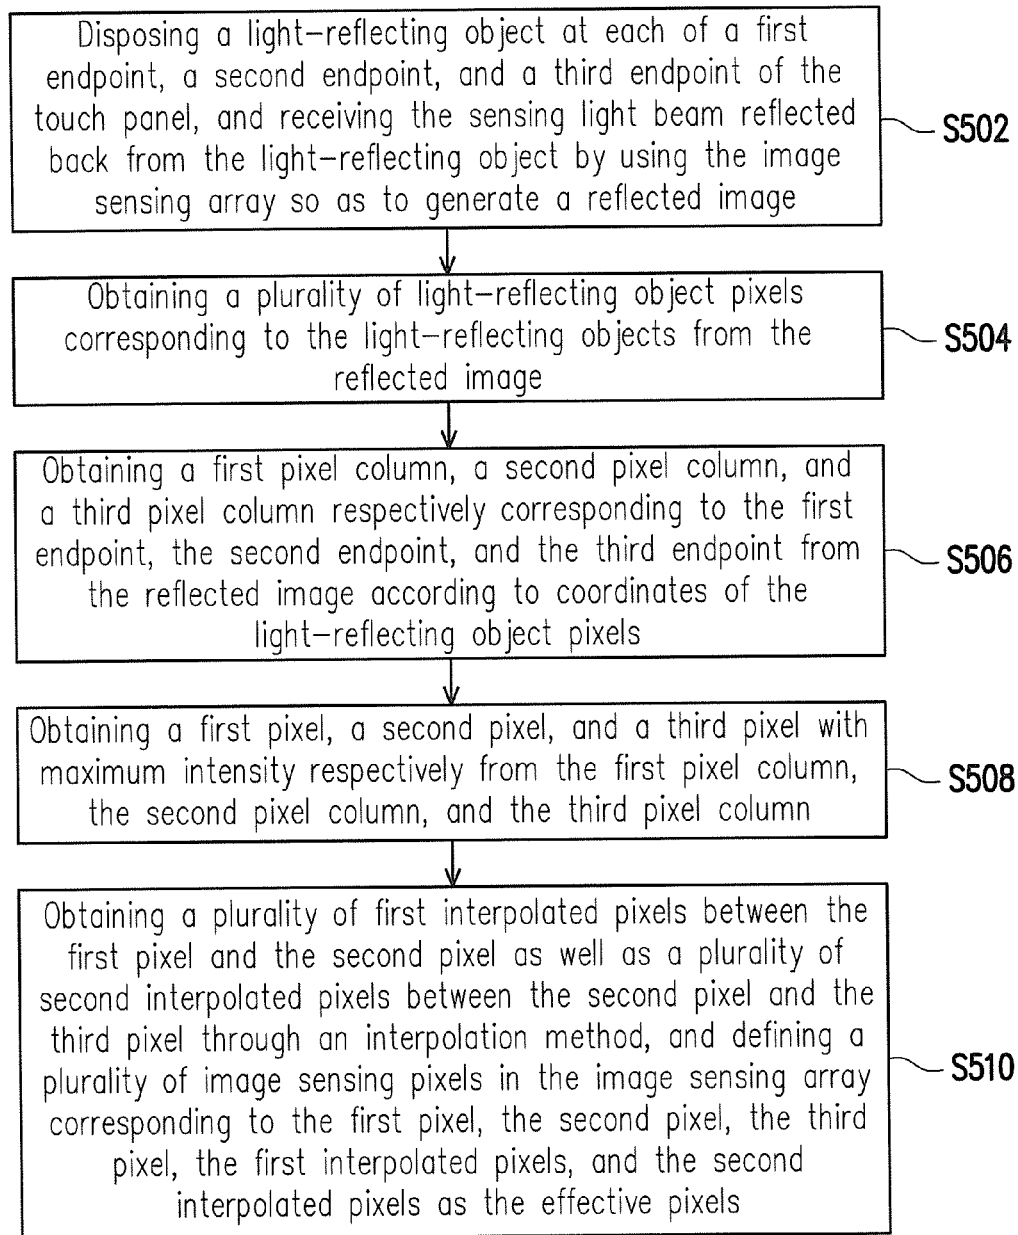 Disposing a light-reflecting object at each of a first
endpoint, a second endpoint, and a third endpoint of the
touch panel, and receiving the sensing light beam reflected
back from the light-reflecting object by using the image
sensing array so as to generate a reflected image
S502
Obtaining a plurality of light-reflecting object pixels
corresponding to the light-reflecting objects from the
reflected image
S504
Obtaining a first pixel column, a second pixel column, and
a third pixel column respectively corresponding to the first
endpoint, the second endpoint, and the third endpoint from
the reflected image according to coordinates of the
light-reflecting object pixels
S506
Obtaining a first pixel, a second pixel, and a third pixel with
maximum intensity respectively from the first pixel column,
the second pixel column, and the third pixel column
S508
Obtaining a plurality of first interpolated pixels between the
first pixel and the second pixel as well as a plurality of
second interpolated pixels between the second pixel and the
third pixel through an interpolation method, and defining a
plurality of image sensing pixels in the image sensing array
corresponding to the first pixel, the second pixel, the third
pixel, the first interpolated pixels, and the second
interpolated pixels as the effective pixels
S510